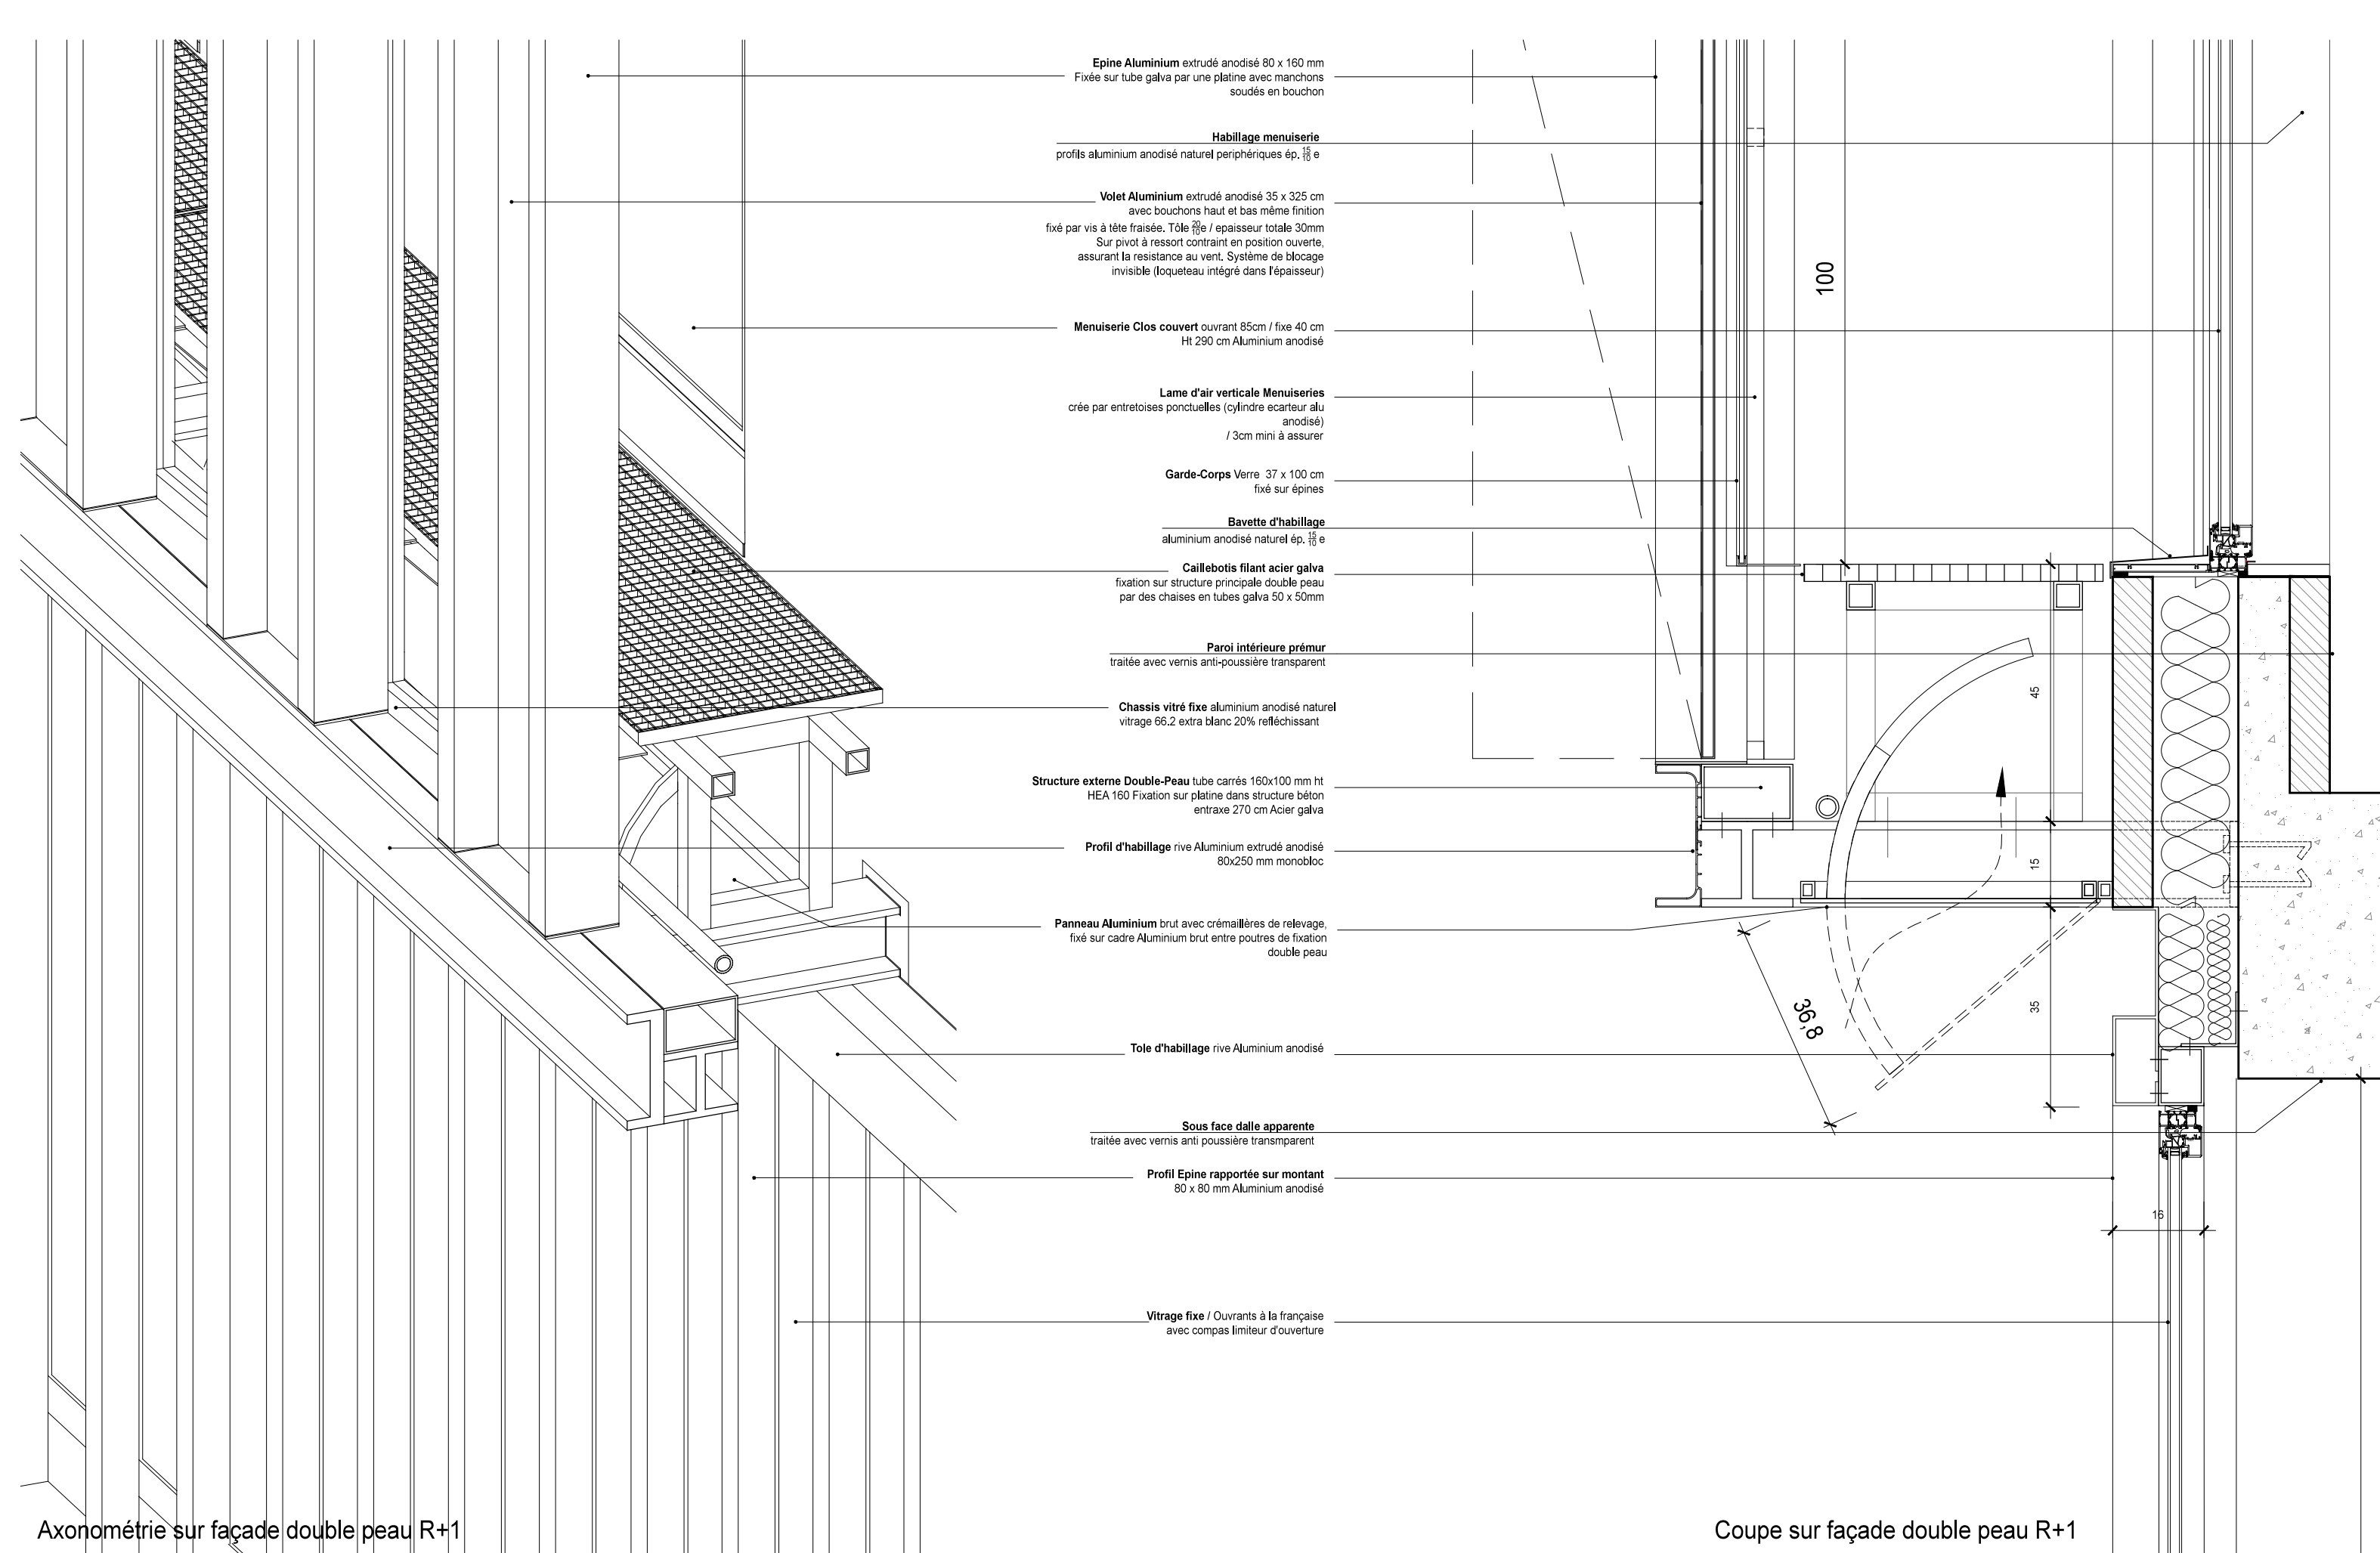 Epine Aluminium extrudé anodisé 80 x 160 mm
Fixée sur tube galva par une platine avec manchons
soudés en bouchon
Habillage menuiserie
profils aluminium anodisé naturel periphériques ép. 15/10 e
Volet Aluminium extrudé anodisé 35 x 325 cm
avec bouchons haut et bas même finition
fixé par vis à tête fraisée. Tôle 20/10e / epaisseur totale 30mm
Sur pivot à ressort contraint en position ouverte,
assurant la resistance au vent. Système de blocage
invisible (loqueteau intégré dans l'épaisseur)
Menuiserie Clos couvert ouvrant 85cm / fixe 40 cm
Ht 290 cm Aluminium anodisé
Lame d'air verticale Menuiseries
crée par entretoises ponctuelles (cylindre ecarteur alu
anodisé)
/ 3cm mini à assurer
Garde-Corps Verre 37 x 100 cm
fixé sur épines
Bavette d'habillage
aluminium anodisé naturel ép. 15/10 e
Caillebotis filant acier galva
fixation sur structure principale double peau
par des chaises en tubes galva 50 x 50mm
Paroi intérieure prémur
traitée avec vernis anti-poussière transparent
Chassis vitré fixe aluminium anodisé naturel
vitrage 66.2 extra blanc 20% refléchissant
Structure externe Double-Peau tube carrés 160x100 mm ht
HEA 160 Fixation sur platine dans structure béton
entraxe 270 cm Acier galva
Profil d'habillage rive Aluminium extrudé anodisé
80x250 mm monobloc
Panneau Aluminium brut avec crémaillères de relevage,
fixé sur cadre Aluminium brut entre poutres de fixation
double peau
Tole d'habillage rive Aluminium anodisé
Sous face dalle apparente
traitée avec vernis anti poussière transmparent
Profil Epine rapportée sur montant
80 x 80 mm Aluminium anodisé
Vitrage fixe / Ouvrants à la française
avec compas limiteur d'ouverture
100
45
15
35
36,8
16
Axonométrie sur façade double peau R+1
Coupe sur façade double peau R+1